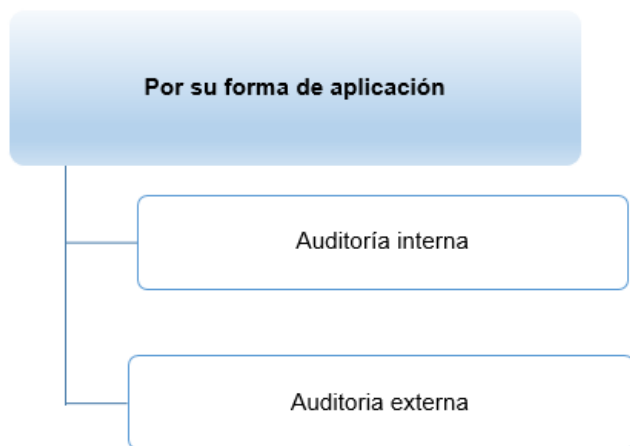 Por su forma de aplicación
Auditoría interna
Auditoria externa